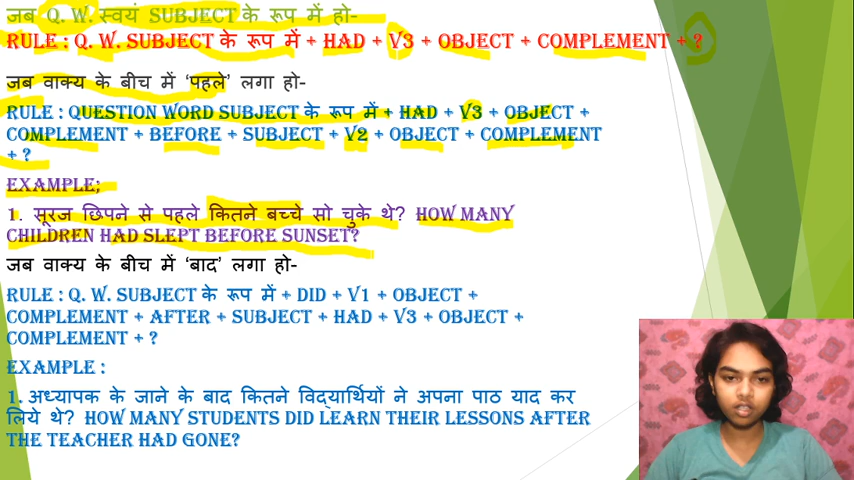 जब Q. W. स्वयं SUBJECT के रूप में हो-
RULE : Q. W. SUBJECT के रूप में + HAD + V3 + OBJECT + COMPLEMENT + ?
जब वाक्य के बीच में ‘पहले’ लगा हो-
RULE : QUESTION WORD SUBJECT के रूप में + HAD + V3 + OBJECT +
COMPLEMENT + BEFORE + SUBJECT + V2 + OBJECT + COMPLEMENT
+ ?
EXAMPLE;
1. सूरज छिपने से पहले कितने बच्चे सो चुके थे? HOW MANY
CHILDREN HAD SLEPT BEFORE SUNSET?
जब वाक्य के बीच में ‘बाद’ लगा हो-
RULE : Q. W. SUBJECT के रूप में + DID + V1 + OBJECT +
COMPLEMENT + AFTER + SUBJECT + HAD + V3 + OBJECT +
COMPLEMENT + ?
EXAMPLE :
1. अध्यापक के जाने के बाद कितने विद्यार्थियों ने अपना पाठ याद कर
लिये थे? HOW MANY STUDENTS DID LEARN THEIR LESSONS AFTER
THE TEACHER HAD GONE?